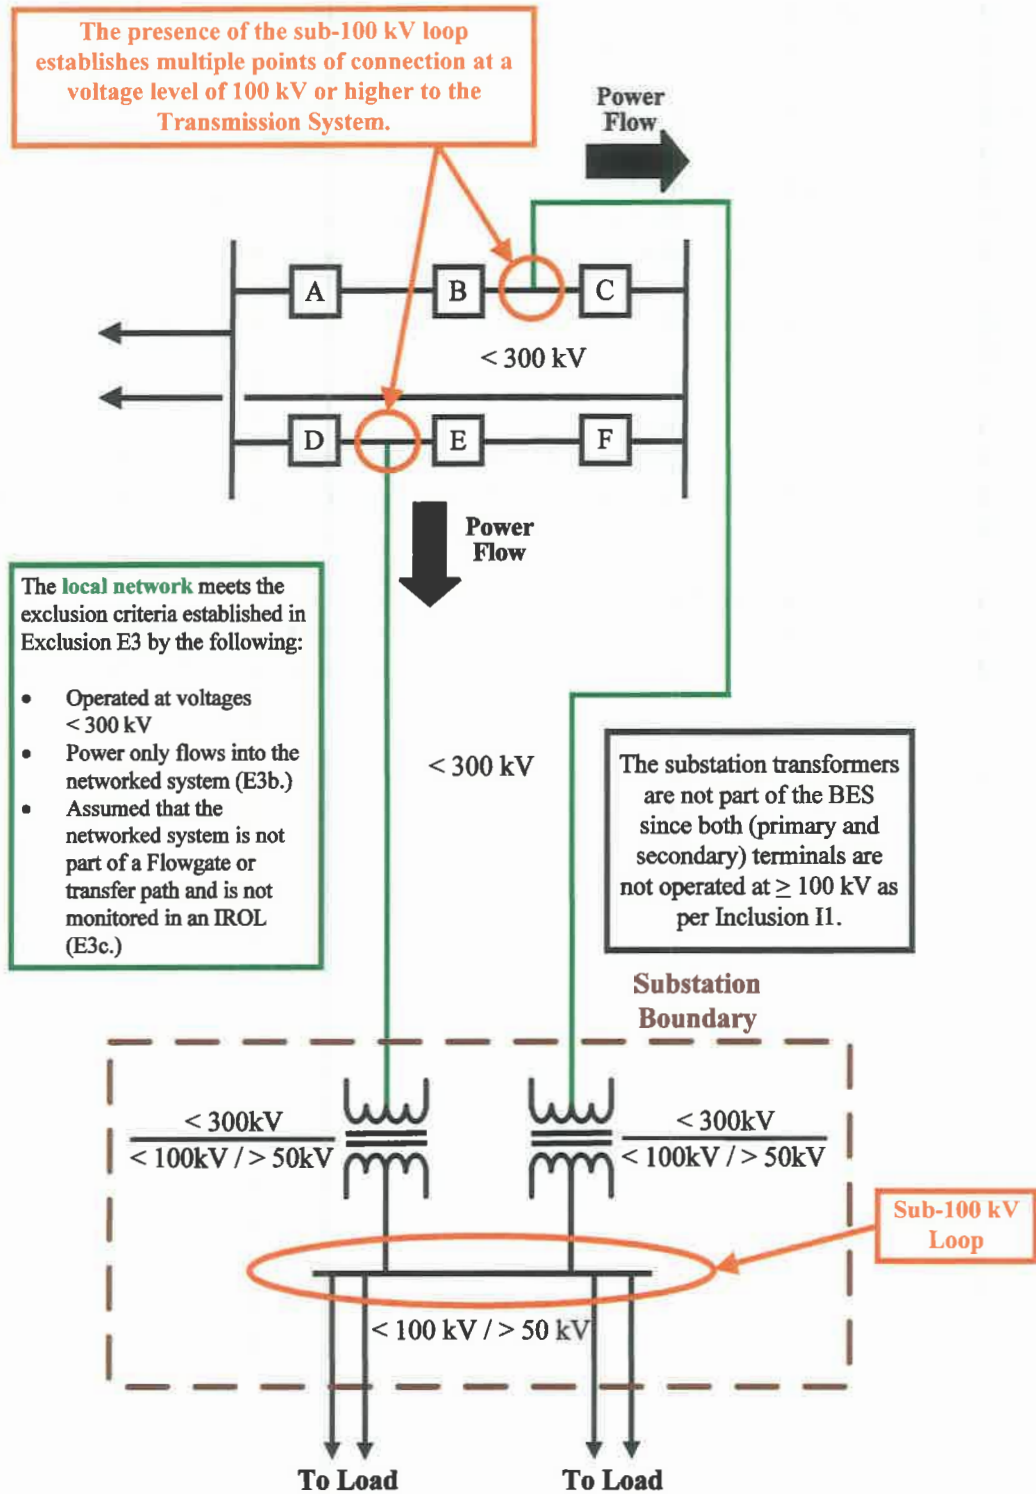 The presence of the sub-100 kV loop
establishes multiple points of connection at a
voltage level of 100 kV or higher to the
Transmission System.
Power
Flow
A
B
C
< 300 kV
D
E
F
Power
Flow
The local network meets the
exclusion criteria established in
Exclusion E3 by the following:
• Operated at voltages
< 300 kV
• Power only flows into the
networked system (E3b.)
• Assumed that the
networked system is not
part of a Flowgate or
transfer path and is not
monitored in an IROL
(E3c.)
< 300 kV
The substation transformers
are not part of the BES
since both (primary and
secondary) terminals are
not operated at ≥ 100 kV as
per Inclusion I1.
Substation
Boundary
< 300kV
< 100kV / > 50kV
< 300kV
< 100kV / > 50kV
Sub-100 kV
Loop
< 100 kV / > 50 kV
To Load
To Load